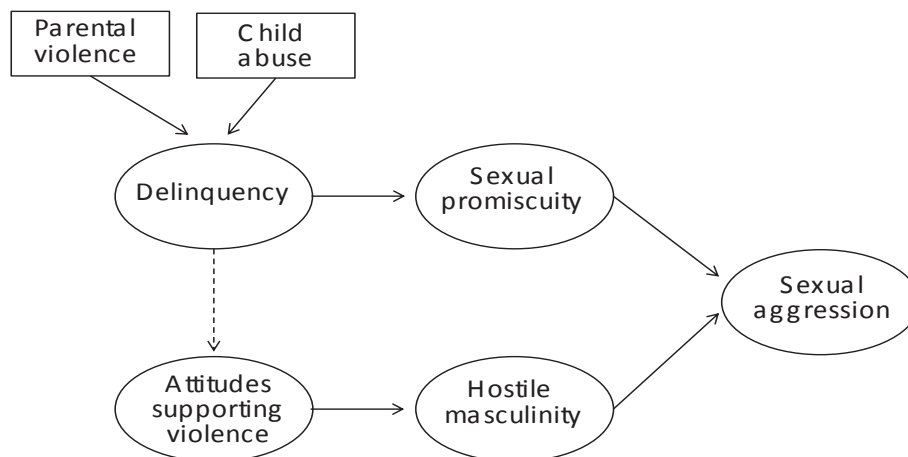 Parental
violence
Child
abuse
Delinquency
Sexual
promiscuity
Sexual
aggression
Attitudes
supporting
violence
Hostile
masculinity